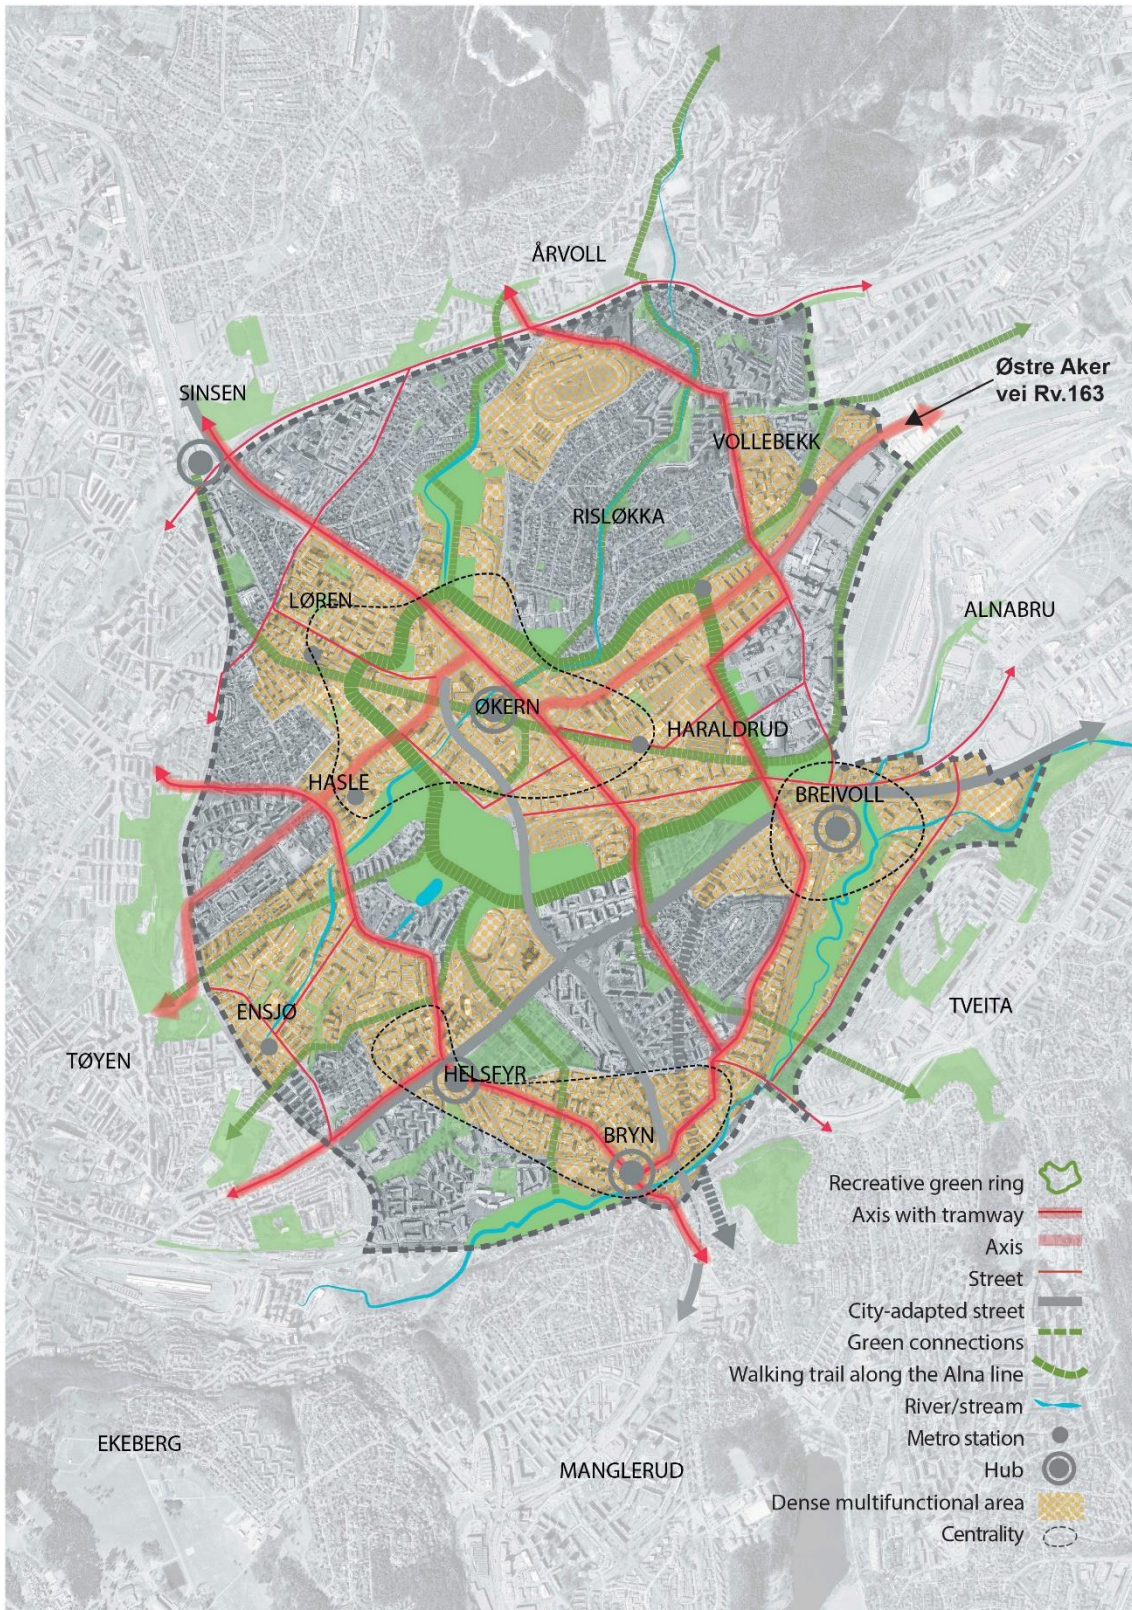 ÅRVOLL
Østre Aker
vei Rv.163
SINSEN
VOLLEBEKK
RISLØKKA
LØREN
ALNABRU
ØKERN
HARALDRUD
HASLE
BREIVOLL
ENSJØ
TVEITA
TØYEN
HELSFYR
BRYN
Recreative green ring
Axis with tramway
Axis
Street
City-adapted street
Green connections
Walking trail along the Alna line
River/stream
Metro station
Hub
Dense multifunctional area
Centrality
EKEBERG
MANGLERUD